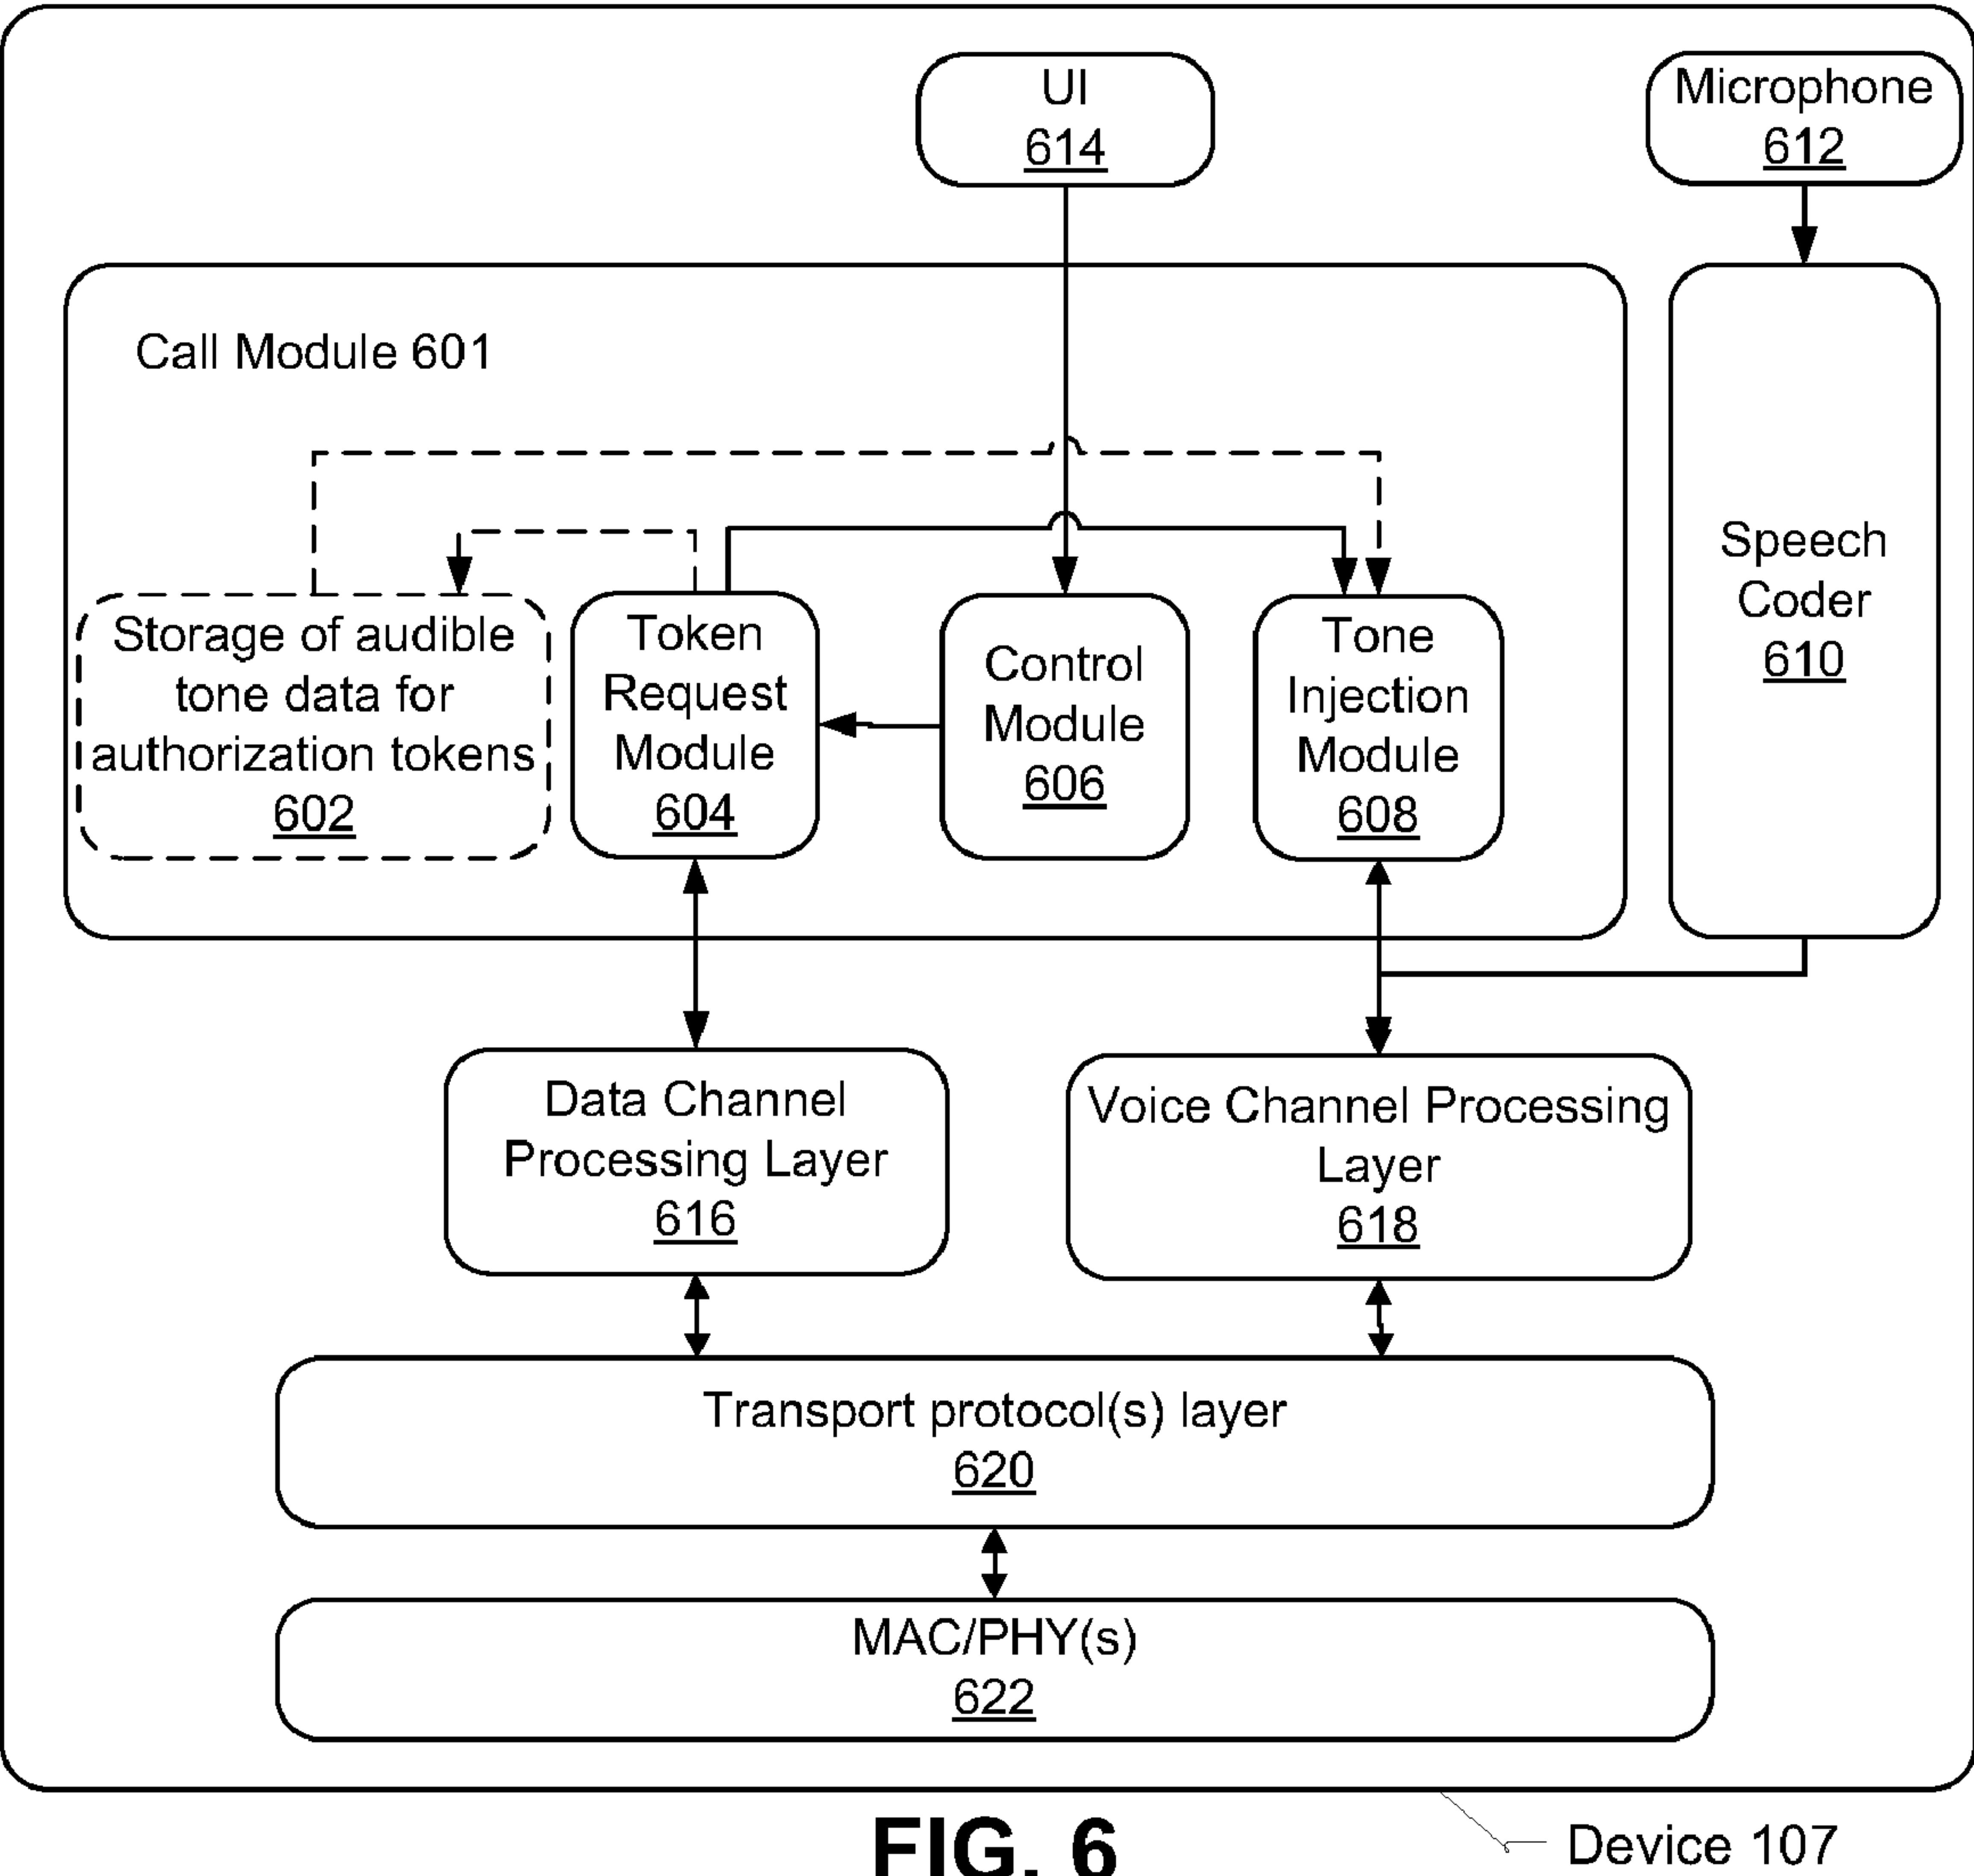 UI
614
Microphone
612
Call Module 601
Storage of audible
tone data for
authorization tokens
602
Token
Request
Module
604
Control
Module
606
Tone
Injection
Module
608
Speech
Coder
610
Data Channel
Processing Layer
616
Voice Channel Processing
Layer
618
Transport protocol(s) layer
620
MAC/PHY(s)
622
FIG. 6
Device 107